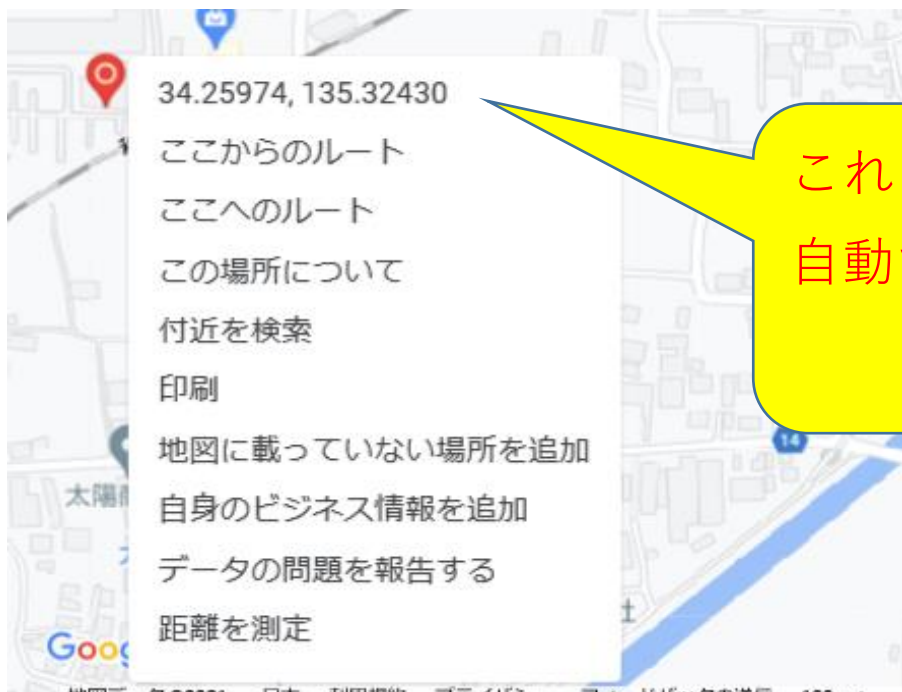 34.25974, 135.32430
ここからのルート
ここへのルート
この場所について
付近を検索
印刷
地図に載っていない場所を追加
自身のビジネス情報を追加
データの問題を報告する
距離を測定
これ
自動
14
太陽
Goog